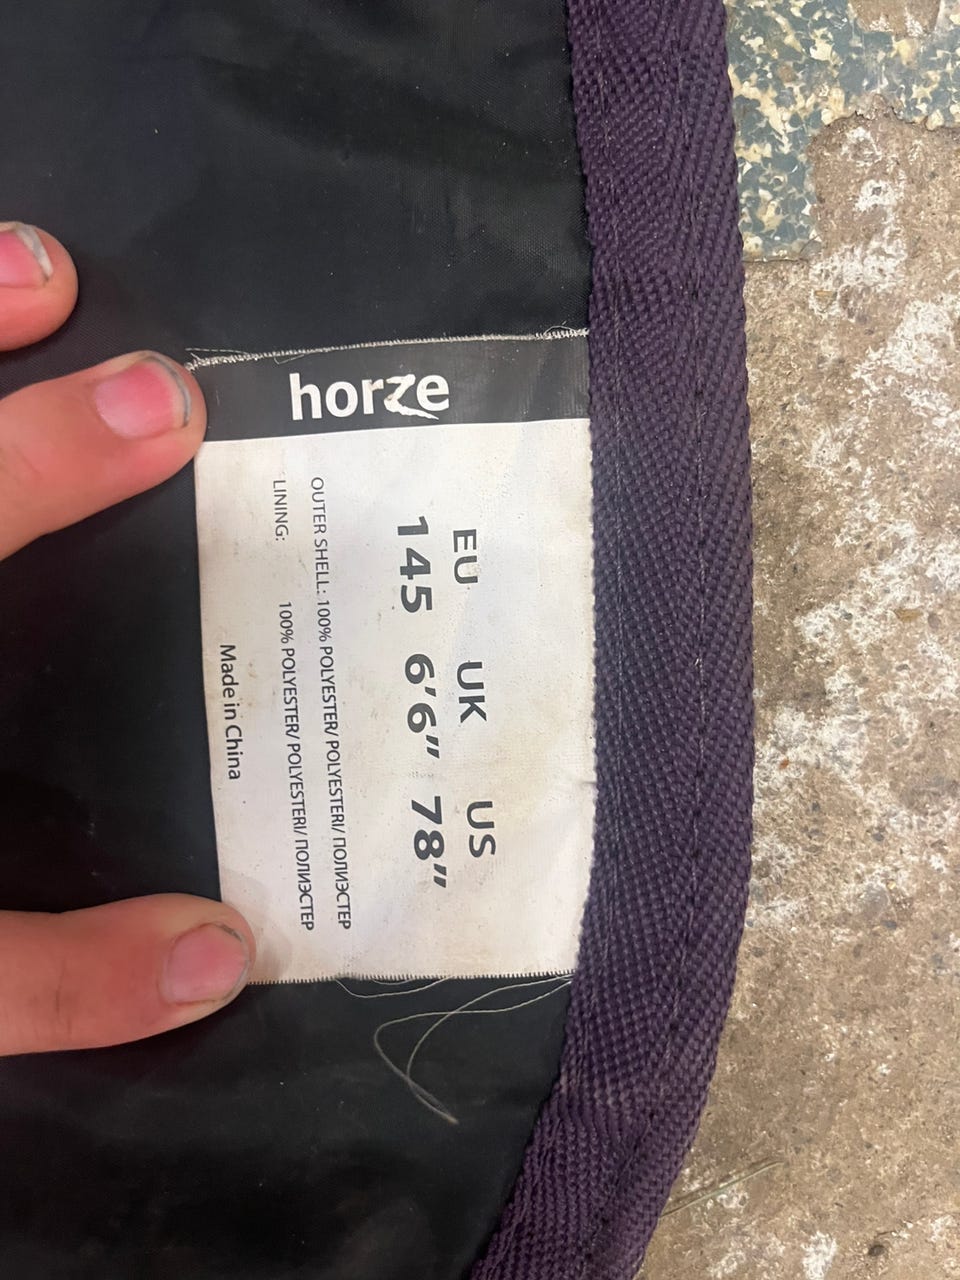 horze
EU UK US
145 6'6" 78"
OUTER SHELL: 100% POLYESTER/ POLYESTERI/ ПОЛИЭСТЕР
LINING: 100% POLYESTER/ POLYESTERI/ ПОЛИЭСТЕР
Made in China